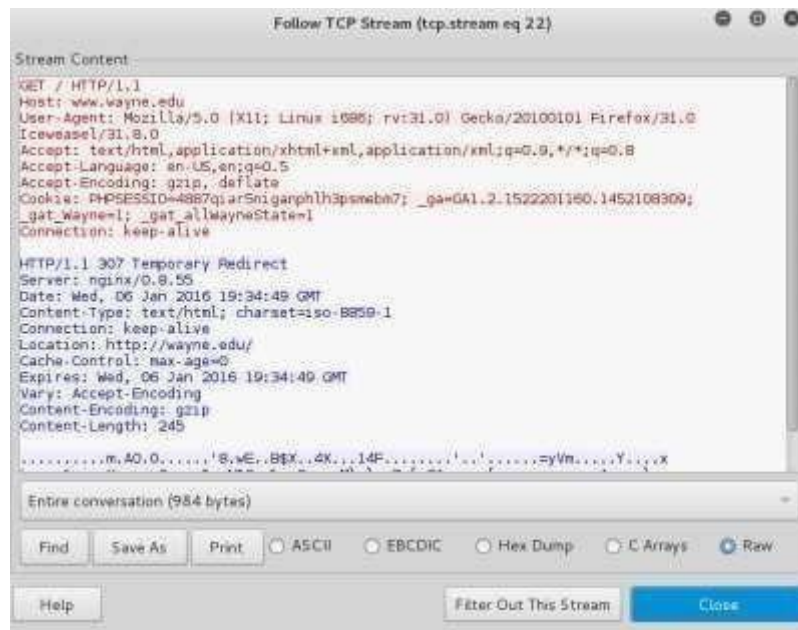 Follow TCP Stream (tcp.stream eq 22)
Stream Content
GET / HTTP/1.1
Host: www.wayne.edu
User-Agent: Mozilla/5.0 (X11; Linux i686; rv:31.0) Gecko/20100101 Firefox/31.0
Iceweasel/31.8.0
Accept: text/html,application/xhtml+xml,application/xml;q=0.9,*/*;q=0.8
Accept-Language: en-US,en;q=0.5
Accept-Encoding: gzip, deflate
Cookie: _ga=GA1.2.1522201160.1452108309;
_gat_Wayne=1; _gat_allWayneState=1
Connection: keep-alive
HTTP/1.1 307 Temporary Redirect
Server: nginx/0.8.55
Date: Wed, 06 Jan 2016 19:34:49 GMT
Content-Type: text/html; charset=iso-8859-1
Connection: keep-alive
Location: http://wayne.edu/
Cache-Control: max-age=0
Expires: Wed, 06 Jan 2016 19:34:49 GMT
Vary: Accept-Encoding
Content-Encoding: gzip
Content-Length: 245
Entire conversation (984 bytes)
Find Save As Print ASCII EBCDIC Hex Dump C Arrays Raw
Help Filter Out This Stream Close